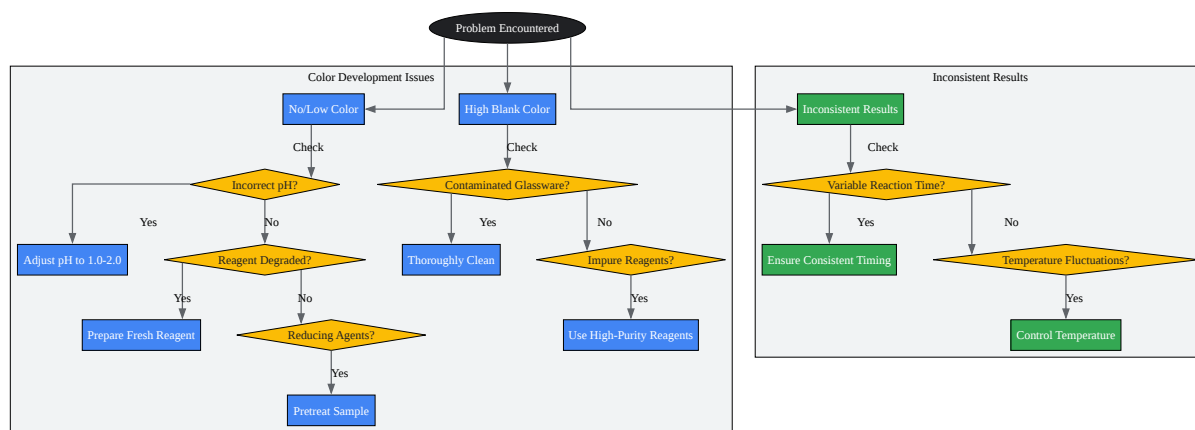 Problem Encountered
Color Development Issues
Inconsistent Results
No/Low Color
High Blank Color
Inconsistent Results
Check
Check
Check
Incorrect pH?
Contaminated Glassware?
Variable Reaction Time?
Yes
No
Yes
No
Yes
No
Adjust pH to 1.0-2.0
Reagent Degraded?
Thoroughly Clean
Impure Reagents?
Ensure Consistent Timing
Temperature Fluctuations?
Yes
No
Yes
Yes
Prepare Fresh Reagent
Reducing Agents?
Use High-Purity Reagents
Control Temperature
Yes
Pretreat Sample